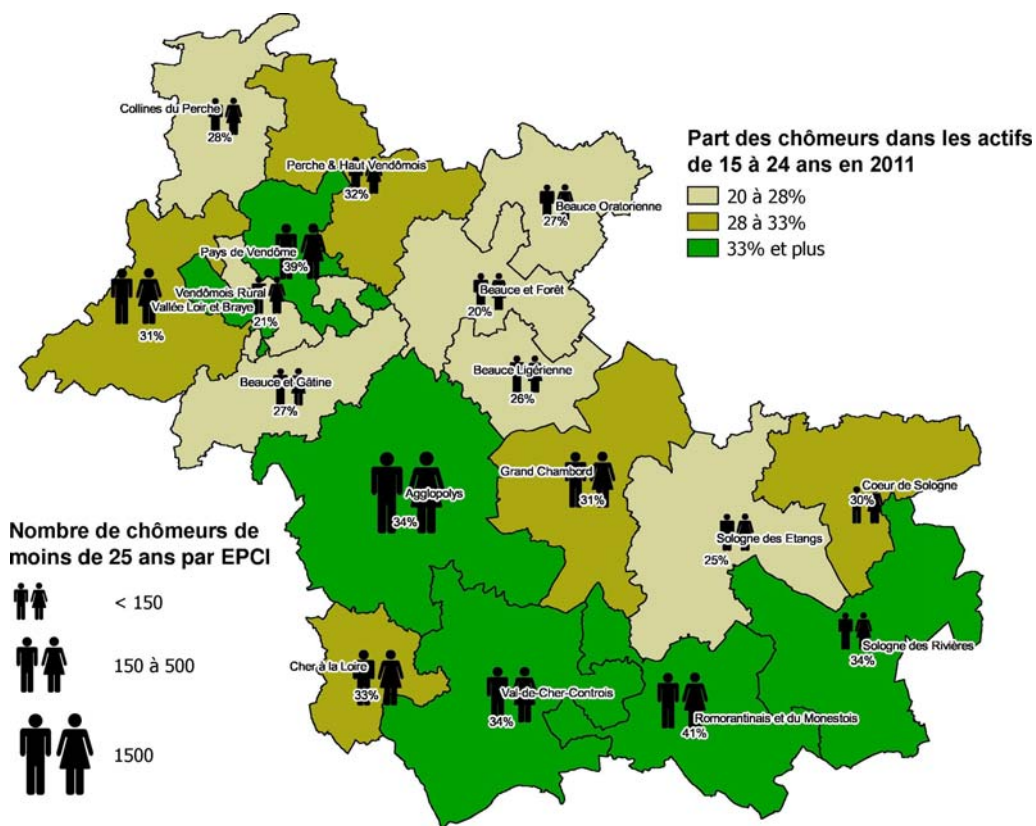 Collines du Perche
28%
Perche & Haut Vendômois
32%
Part des chômeurs dans les actifs
de 15 à 24 ans en 2011
20 à 28%
28 à 33%
33% et plus
Beauce Oratorienne
27%
Pays de Vendôme
39%
Vendômois Rural
21%
Vallée Loir et Braye
31%
Beauce et Forêt
20%
Beauce Ligérienne
26%
Beauce et Gâtine
27%
Grand Chambord
31%
Coeur de Sologne
30%
Agglopolys
34%
Sologne des Etangs
25%
Nombre de chômeurs de
moins de 25 ans par EPCI
< 150
150 à 500
1500
Sologne des Rivières
34%
Cher à la Loire
33%
Val-de-Cher-Controis
34%
Romorantinais et du Monestois
41%